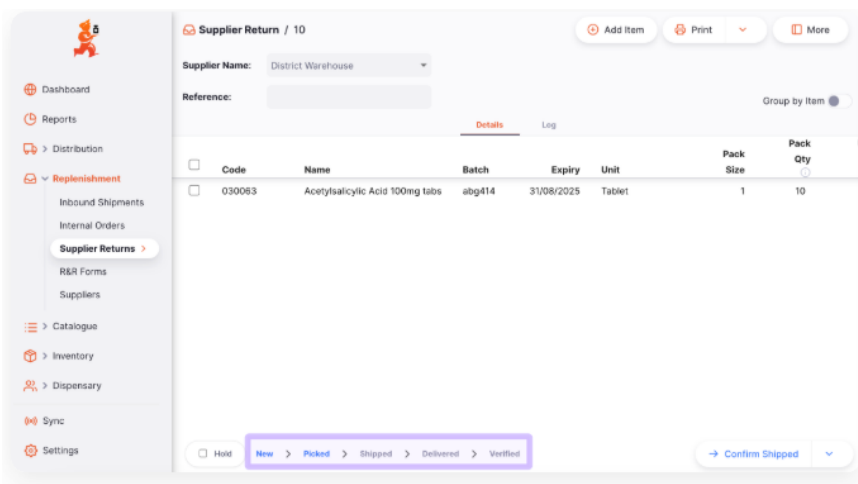 Supplier Return / 10
Add Item
Print
More
Supplier Name: District Warehouse
Reference:
Group by Item
Details Log
Dashboard
Reports
Distribution
Replenishment
Inbound Shipments
Internal Orders
Supplier Returns
R&R Forms
Suppliers
Catalogue
Inventory
Dispensary
Sync
Settings
Code Name Batch Expiry Unit Pack Size Pack Qty
030063 Acetylsalicylic Acid 100mg tabs abg414 31/08/2025 Tablet 1 10
Hold
New > Picked > Shipped > Delivered > Verified
Confirm Shipped